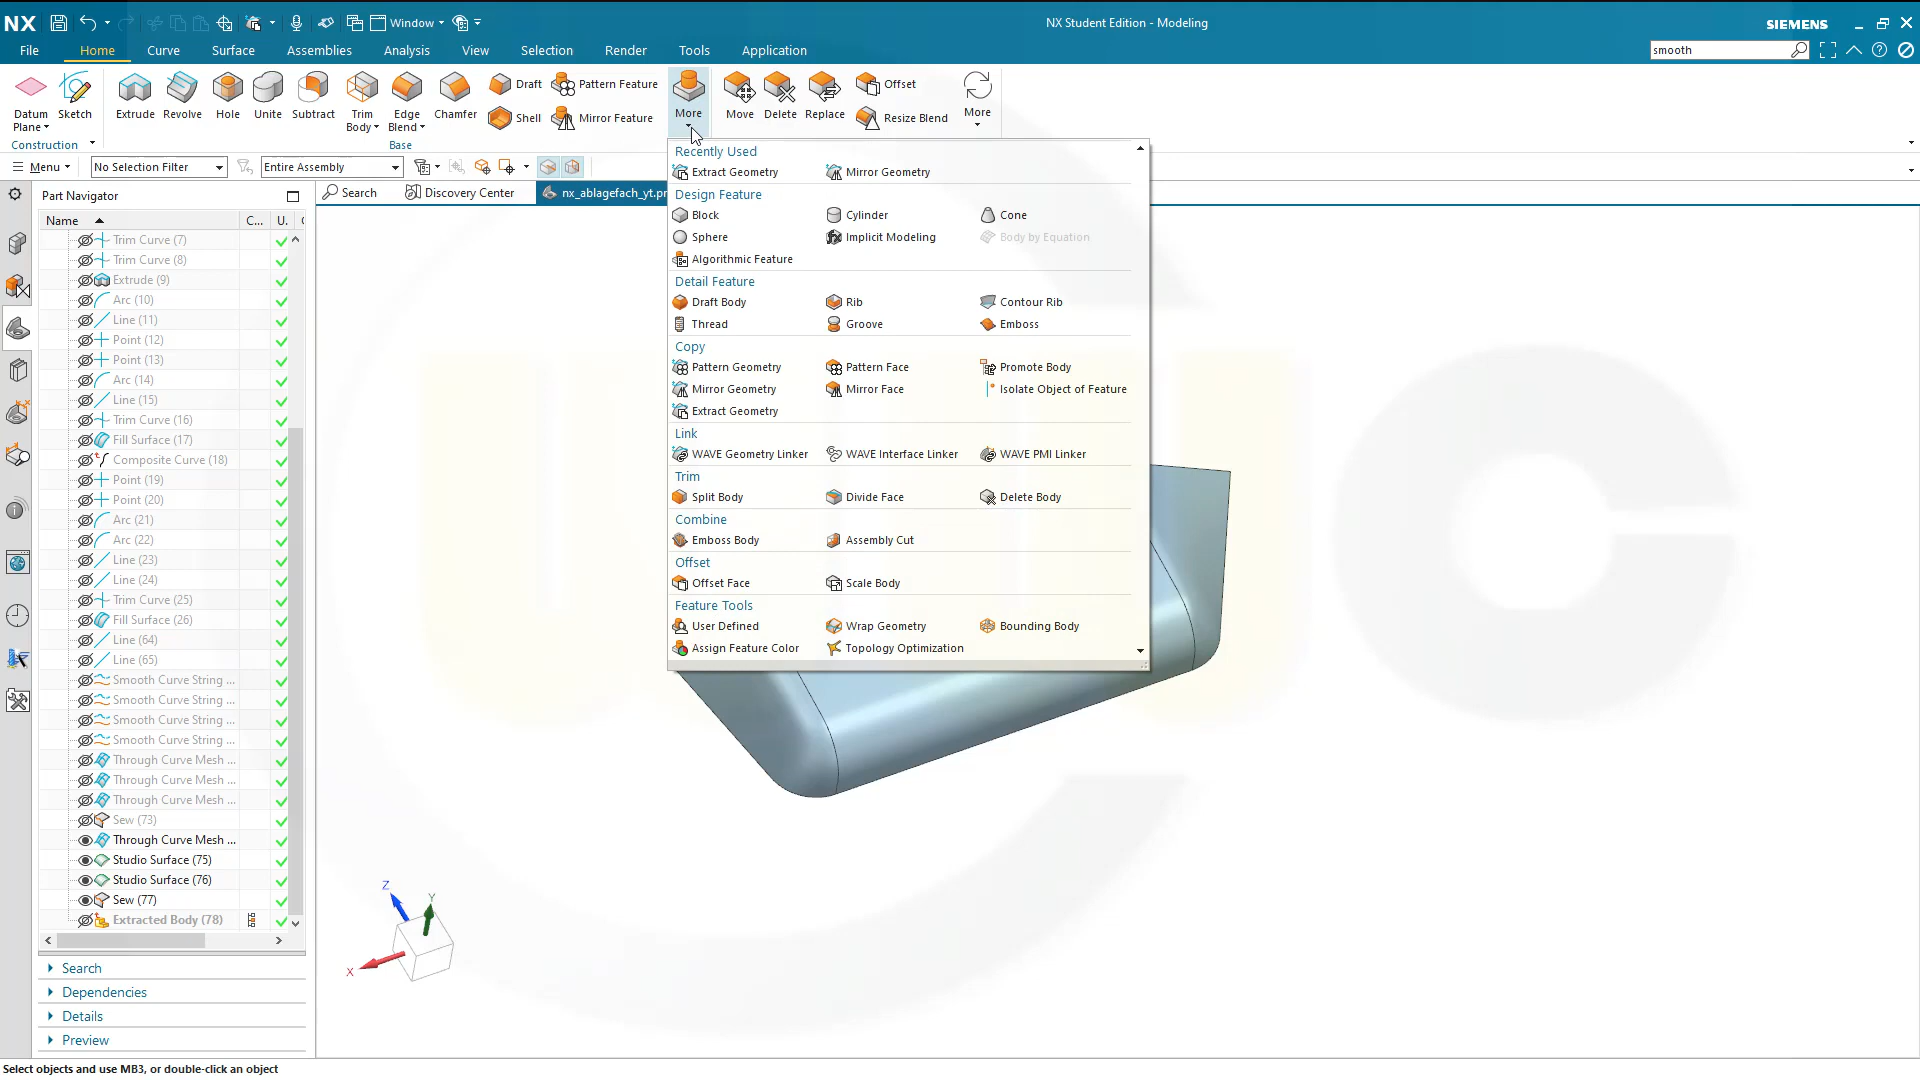 NX
Window
NX Student Edition - Modeling
SIEMENS
File
Home
Curve
Surface
Assemblies
Analysis
View
Selection
Render
Tools
Application
smooth
Datum Plane
Sketch
Extrude
Revolve
Hole
Unite
Subtract
Trim Body
Edge Blend
Chamfer
Draft
Shell
Pattern Feature
Mirror Feature
More
Move
Delete
Replace
Offset
Resize Blend
More
Construction
Base
Menu
No Selection Filter
Entire Assembly
Part Navigator
Search
Discovery Center
nx_ablagefach_yt.pr
Name
C...
U.
Trim Curve (7)
Trim Curve (8)
Extrude (9)
Arc (10)
Line (11)
Point (12)
Point (13)
Arc (14)
Line (15)
Trim Curve (16)
Fill Surface (17)
Composite Curve (18)
Point (19)
Point (20)
Arc (21)
Arc (22)
Line (23)
Line (24)
Trim Curve (25)
Fill Surface (26)
Line (64)
Line (65)
Smooth Curve String ...
Smooth Curve String ...
Smooth Curve String ...
Smooth Curve String ...
Through Curve Mesh ...
Through Curve Mesh ...
Through Curve Mesh ...
Sew (73)
Through Curve Mesh ...
Studio Surface (75)
Studio Surface (76)
Sew (77)
Extracted Body (78)
Search
Dependencies
Details
Preview
Recently Used
Extract Geometry
Mirror Geometry
Design Feature
Block
Cylinder
Cone
Sphere
Implicit Modeling
Body by Equation
Algorithmic Feature
Detail Feature
Draft Body
Rib
Contour Rib
Thread
Groove
Emboss
Copy
Pattern Geometry
Pattern Face
Promote Body
Mirror Geometry
Mirror Face
Isolate Object of Feature
Extract Geometry
Link
WAVE Geometry Linker
WAVE Interface Linker
WAVE PMI Linker
Trim
Split Body
Divide Face
Delete Body
Combine
Emboss Body
Assembly Cut
Offset
Offset Face
Scale Body
Feature Tools
User Defined
Wrap Geometry
Bounding Body
Assign Feature Color
Topology Optimization
Z
Y
X
Select objects and use MB3, or double-click an object